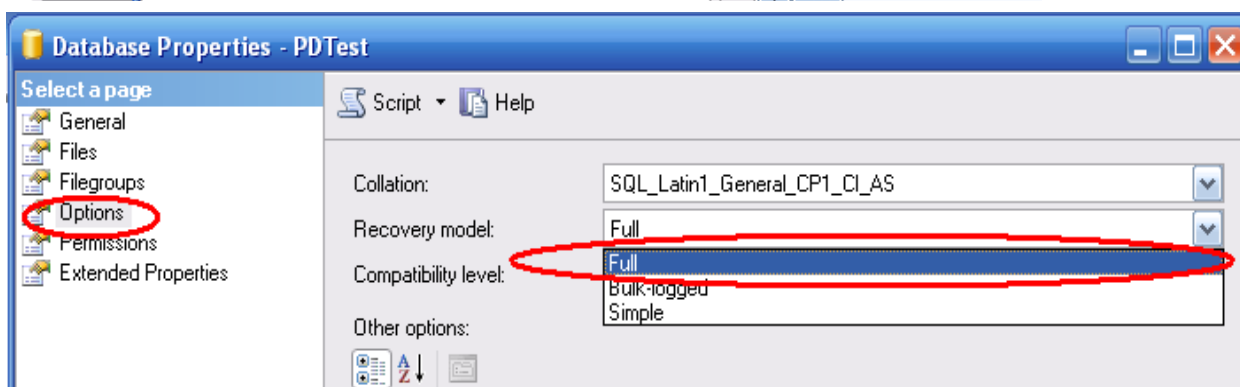 Database Properties - PDTest
Select a page
General
Files
Filegroups
Options
Permissions
Extended Properties
Script Help
Collation: SQL_Latin1_General_CP1_CI_AS
Recovery model: Full
Full
Compatibility level:
Bulk-logged
Simple
Other options: